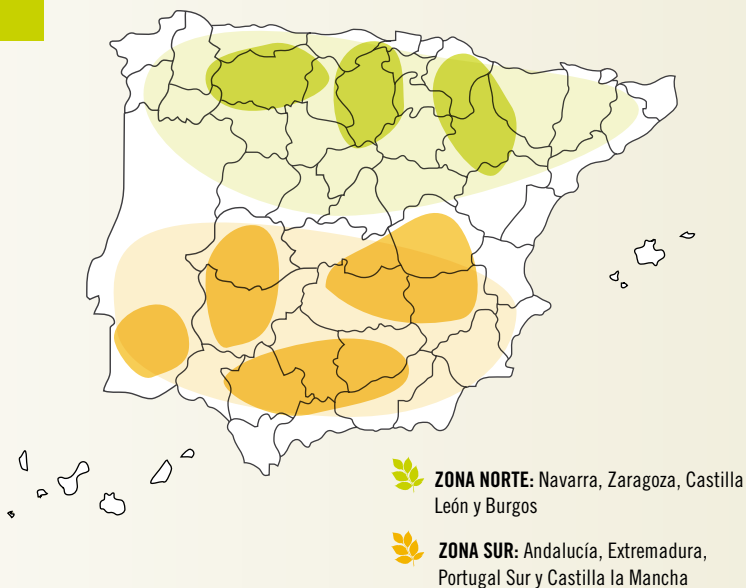 ZONA NORTE: Navarra, Zaragoza, Castilla
León y Burgos
ZONA SUR: Andalucía, Extremadura,
Portugal Sur y Castilla la Mancha